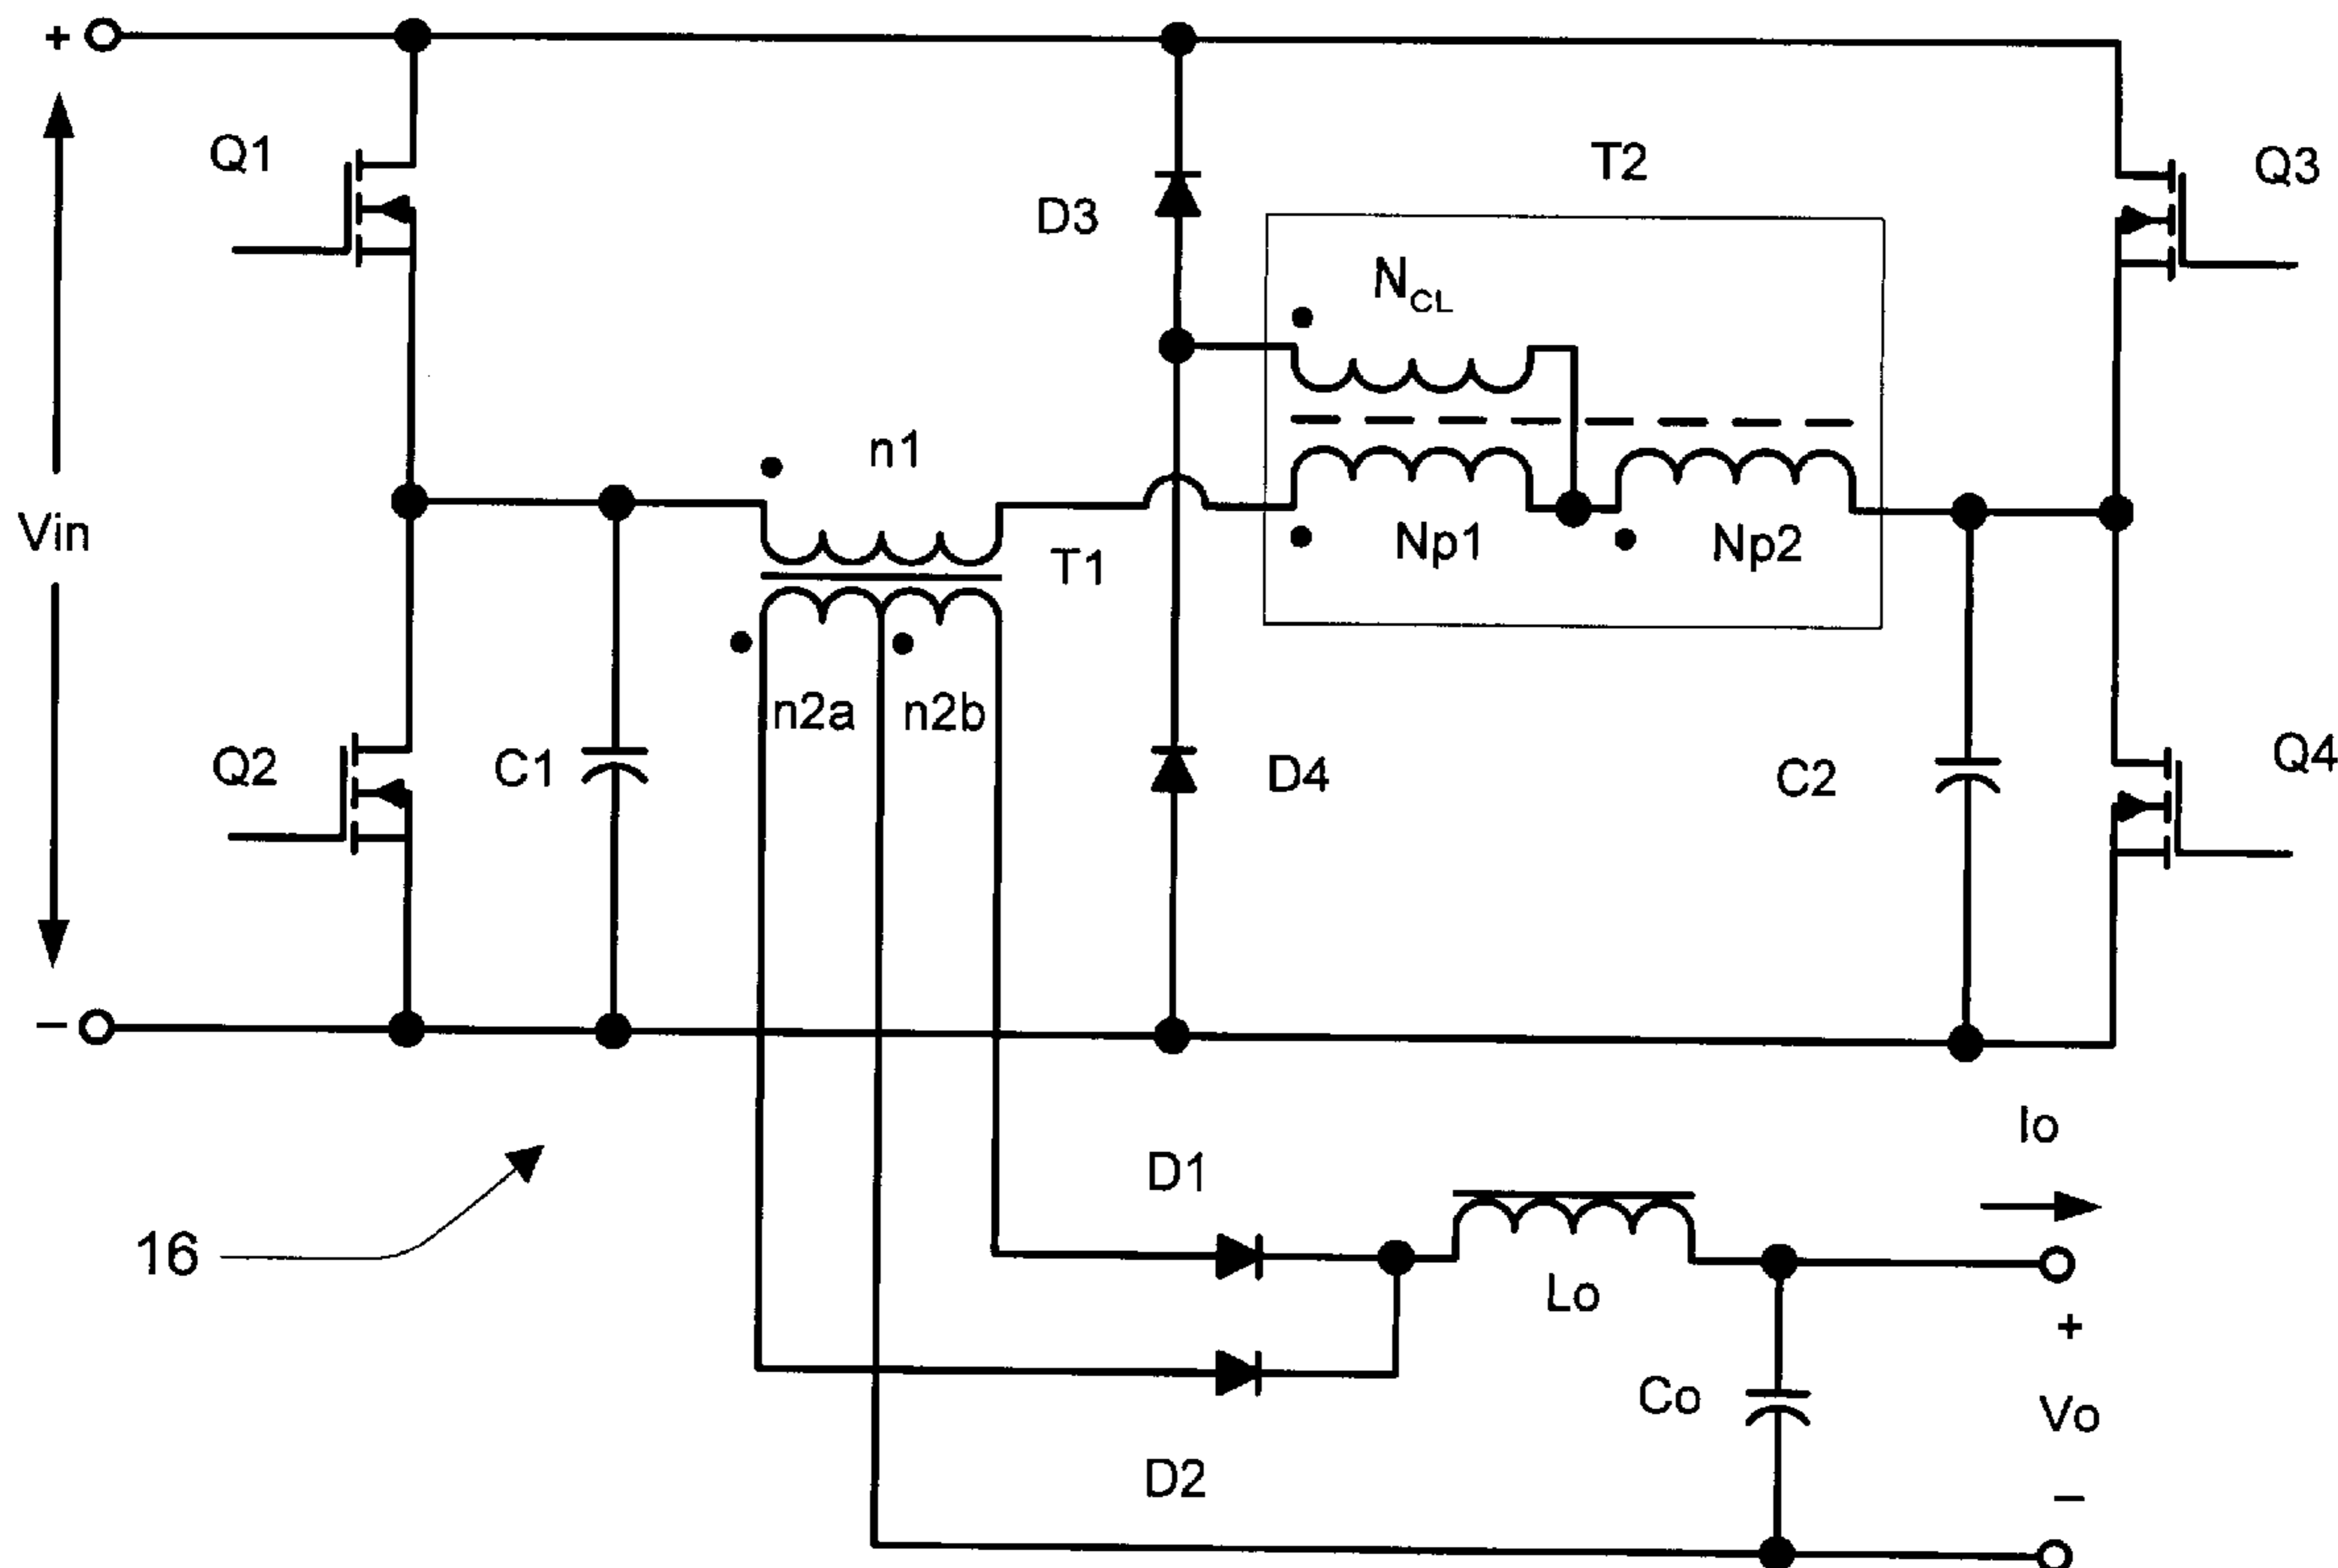 +
Q1
T2
Q3
D3
N_CL
n1
Vin
T1
Np1
Np2
n2a
n2b
Q2
C1
D4
C2
Q4
−
Io
D1
16
Lo
+
Co
Vo
D2
−